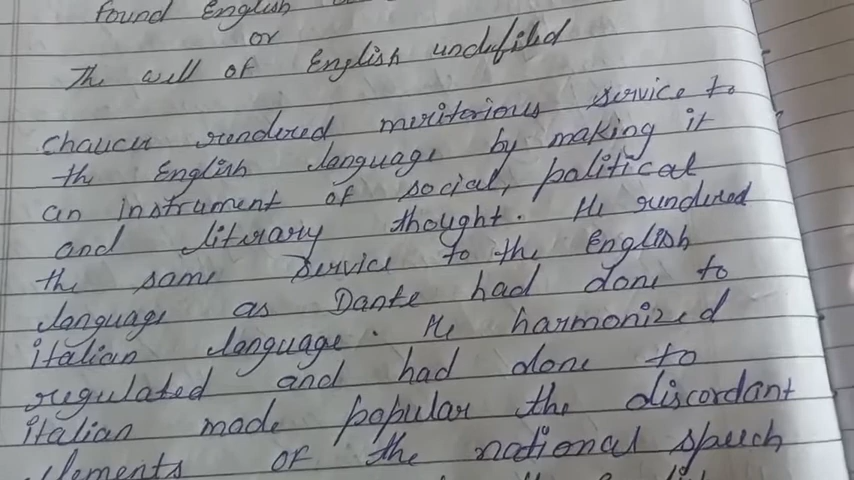 found English
or
The well of English undefiled
Chaucer rendered meritorious service to
the English language by making it
an instrument of social, political
and literary thought. He rendered
the same service to the English
language as Dante had done to
italian language. He harmonized
regulated and had done to
italian made popular the discordant
elements of the national speech